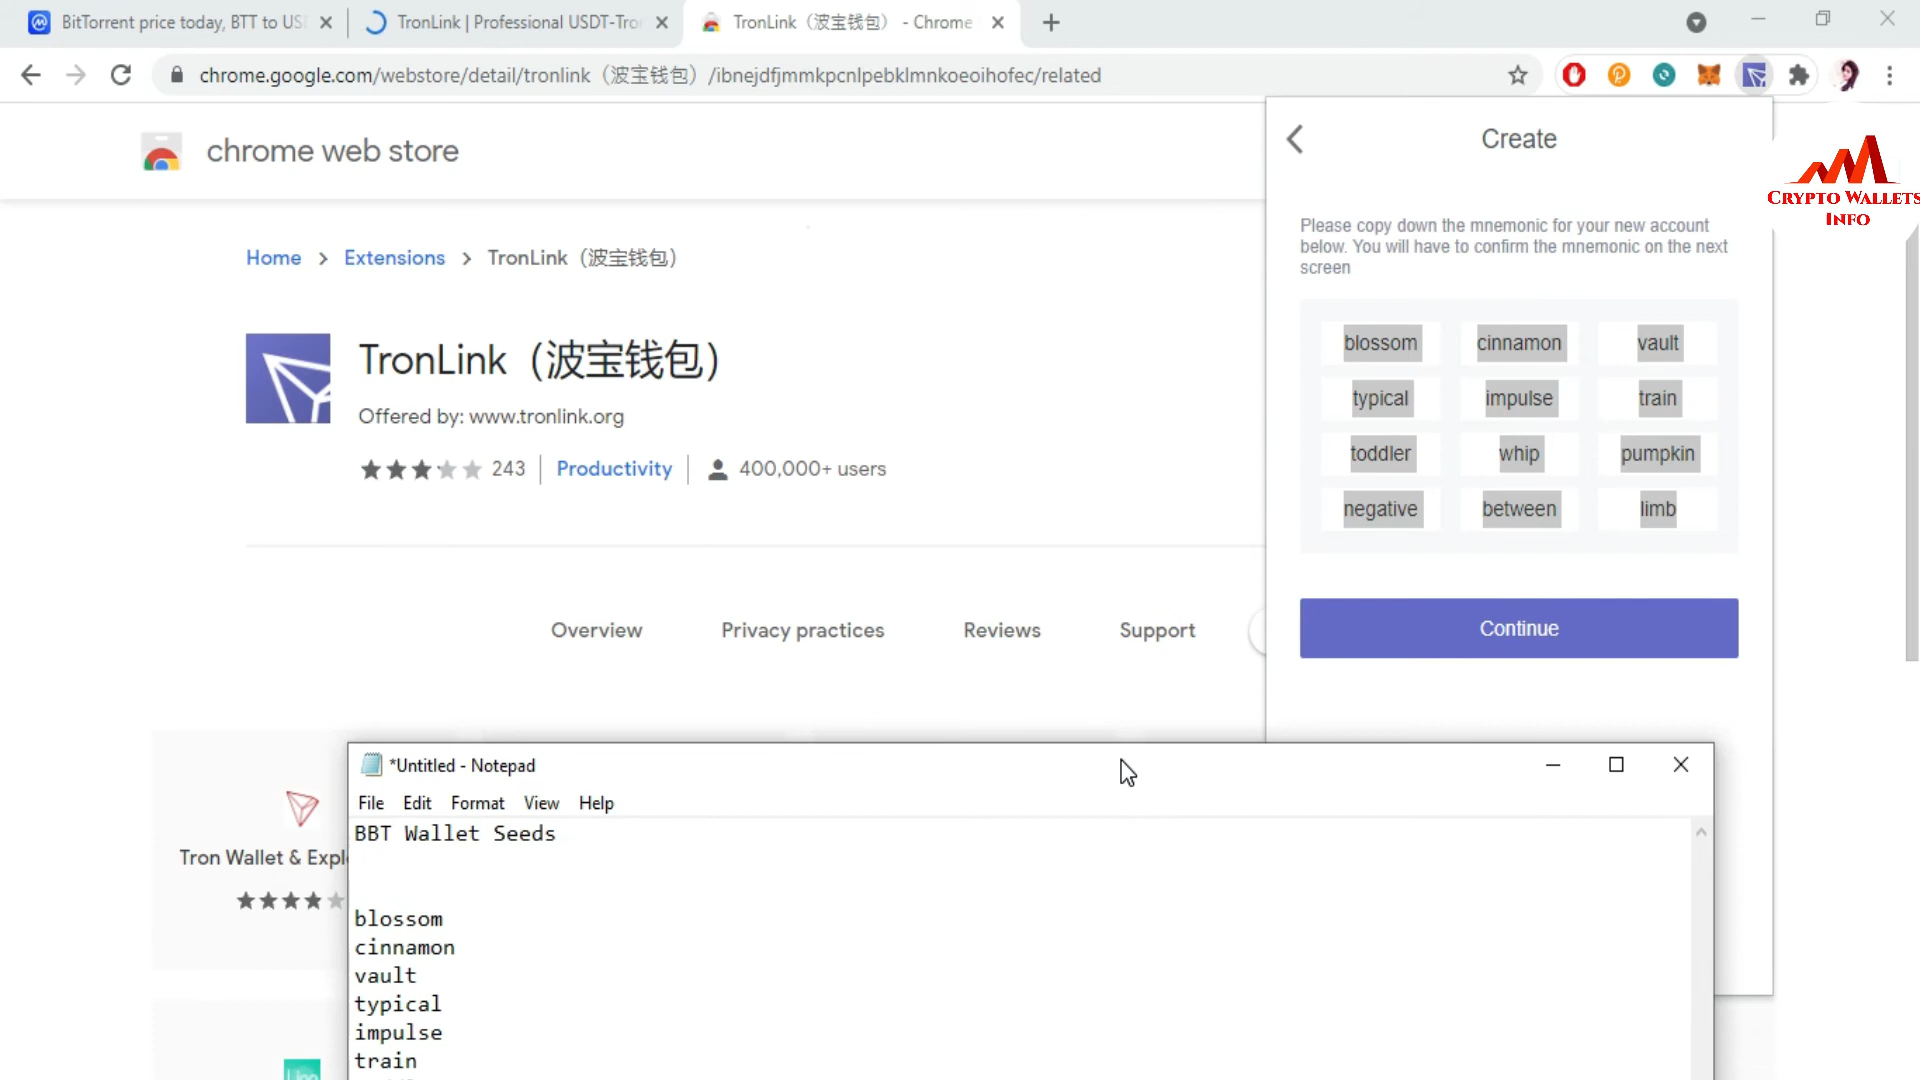 BitTorrent price today, BTT to US
TronLink | Professional USDT-Tro
TronLink（波宝钱包） - Chrome
chrome.google.com/webstore/detail/tronlink（波宝钱包）/ibnejdfjmmkpcnlpebklmnkoeoihofec/related
chrome web store
Home > Extensions > TronLink（波宝钱包）
TronLink（波宝钱包）
Offered by: www.tronlink.org
243 | Productivity | 400,000+ users
Overview Privacy practices Reviews Support
Create
Please copy down the mnemonic for your new account
below. You will have to confirm the mnemonic on the next
screen
blossom cinnamon vault
typical impulse train
toddler whip pumpkin
negative between limb
Continue
CRYPTO WALLETS
INFO
Tron Wallet & Expl
*Untitled - Notepad
File Edit Format View Help
BBT Wallet Seeds
blossom
cinnamon
vault
typical
impulse
train